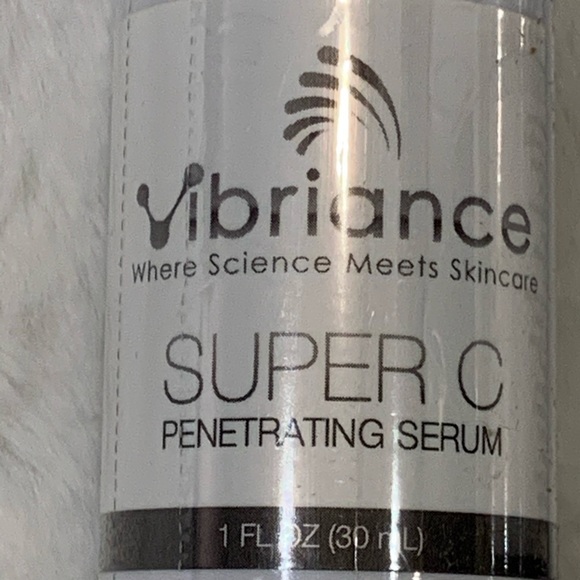 Vibriance
Where Science Meets Skincare
SUPER C
PENETRATING SERUM
1 FL OZ (30 mL)